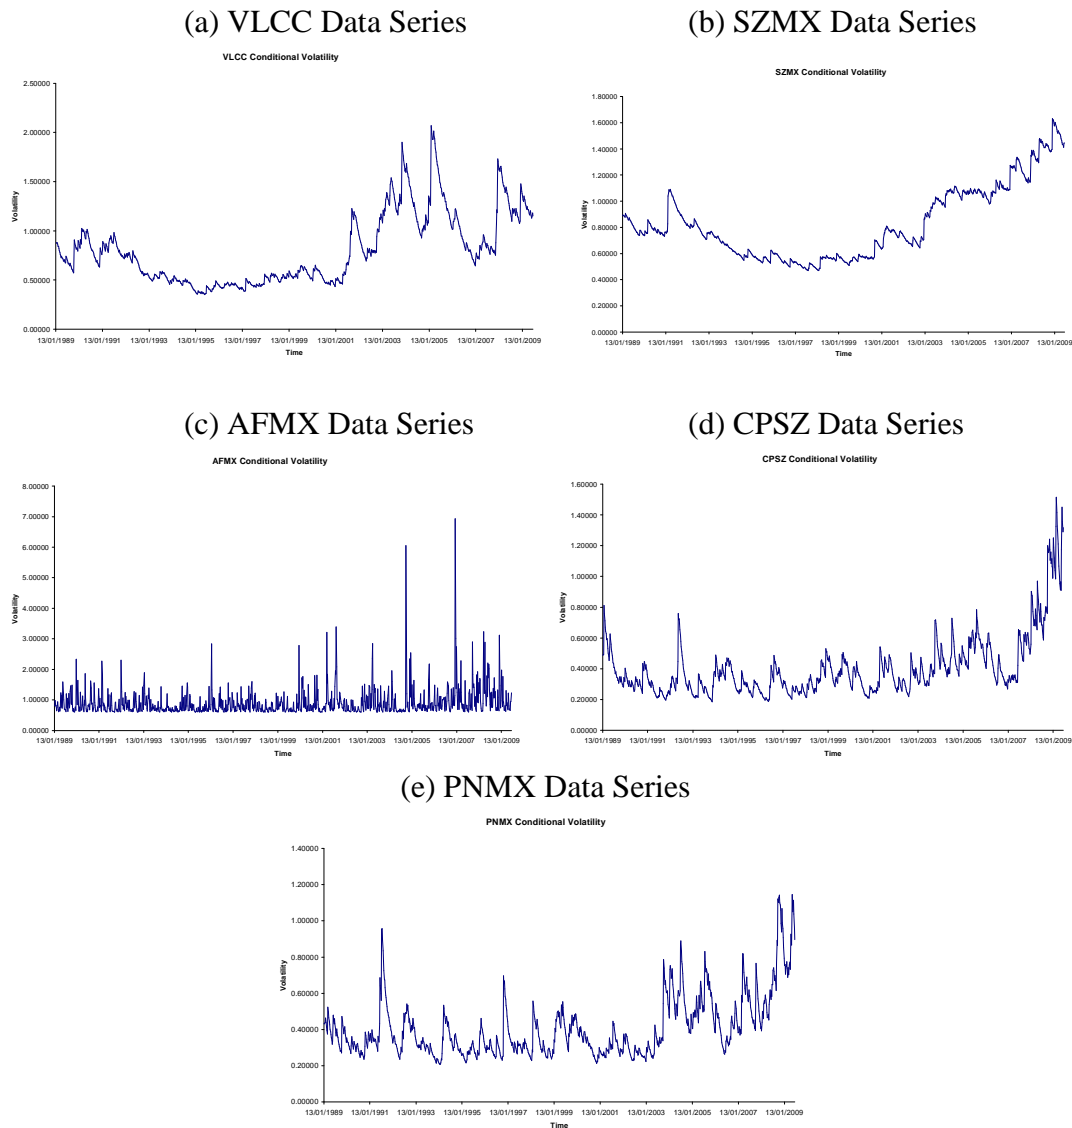 (a) VLCC Data Series
(b) SZMX Data Series
VLCC Conditional Volatility
2.50000
2.00000
1.50000
1.00000
0.50000
0.00000
Volatility
13/01/1989 13/01/1991 13/01/1993 13/01/1995 13/01/1997 13/01/1999 13/01/2001 13/01/2003 13/01/2005 13/01/2007 13/01/2009
Time
SZMX Conditional Volatility
1.80000
1.60000
1.40000
1.20000
1.00000
0.80000
0.60000
0.40000
0.20000
0.00000
Volatility
13/01/1989 13/01/1991 13/01/1993 13/01/1995 13/01/1997 13/01/1999 13/01/2001 13/01/2003 13/01/2005 13/01/2007 13/01/2009
Time
(c) AFMX Data Series
(d) CPSZ Data Series
AFMX Conditional Volatility
8.00000
7.00000
6.00000
5.00000
4.00000
3.00000
2.00000
1.00000
0.00000
Volatility
13/01/1989 13/01/1991 13/01/1993 13/01/1995 13/01/1997 13/01/1999 13/01/2001 13/01/2003 13/01/2005 13/01/2007 13/01/2009
Time
CPSZ Conditional Volatility
1.60000
1.40000
1.20000
1.00000
0.80000
0.60000
0.40000
0.20000
0.00000
Volatility
13/01/1989 13/01/1991 13/01/1993 13/01/1995 13/01/1997 13/01/1999 13/01/2001 13/01/2003 13/01/2005 13/01/2007 13/01/2009
Time
(e) PNMX Data Series
PNMX Conditional Volatility
1.40000
1.20000
1.00000
0.80000
0.60000
0.40000
0.20000
0.00000
Volatility
13/01/1989 13/01/1991 13/01/1993 13/01/1995 13/01/1997 13/01/1999 13/01/2001 13/01/2003 13/01/2005 13/01/2007 13/01/2009
Time